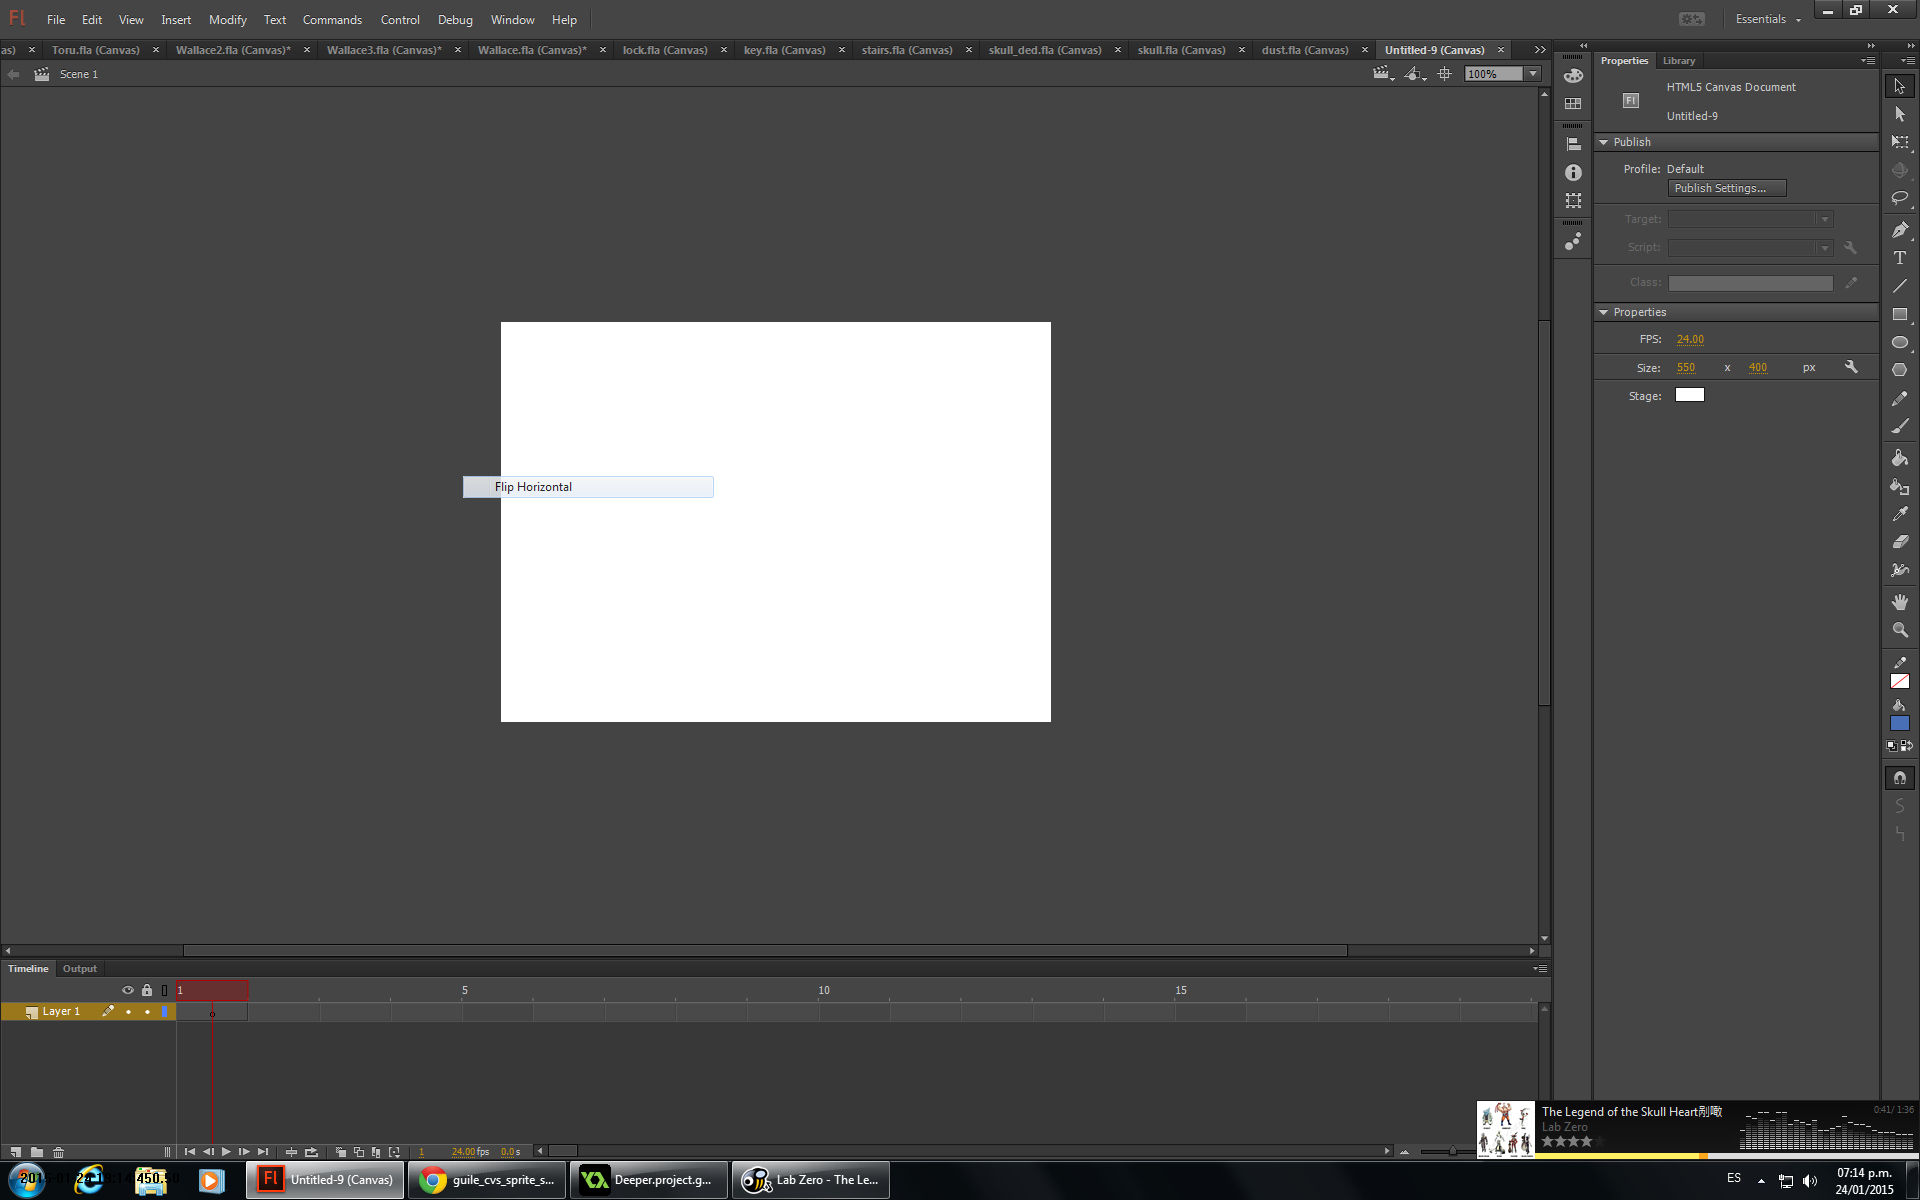 Fl File Edit View Insert Modify Text Commands Control Debug Window Help Essentials
as) × Toru.fla (Canvas) × Wallace2.fla (Canvas)* × Wallace3.fla (Canvas)* × Wallace.fla (Canvas)* × lock.fla (Canvas) × key.fla (Canvas) × stairs.fla (Canvas) × skull_ded.fla (Canvas) × skull.fla (Canvas) × dust.fla (Canvas) × Untitled-9 (Canvas) ×
Scene 1 100%
Properties Library
HTML5 Canvas Document
Fl
Untitled-9
Publish
Profile: Default
Publish Settings...
Target:
Script:
Class:
Properties
FPS: 24.00
Size: 550 x 400 px
Stage:
Flip Horizontal
Timeline Output
1 5 10 15
Layer 1
1 24.00 fps 0.0 s
The Legend of the Skull Heart 0:41/ 1:36
Lab Zero
Fl Untitled-9 (Canvas) guile_cvs_sprite_s... Deeper.project.g... Lab Zero - The Le...
ES 07:14 p.m.
24/01/2015